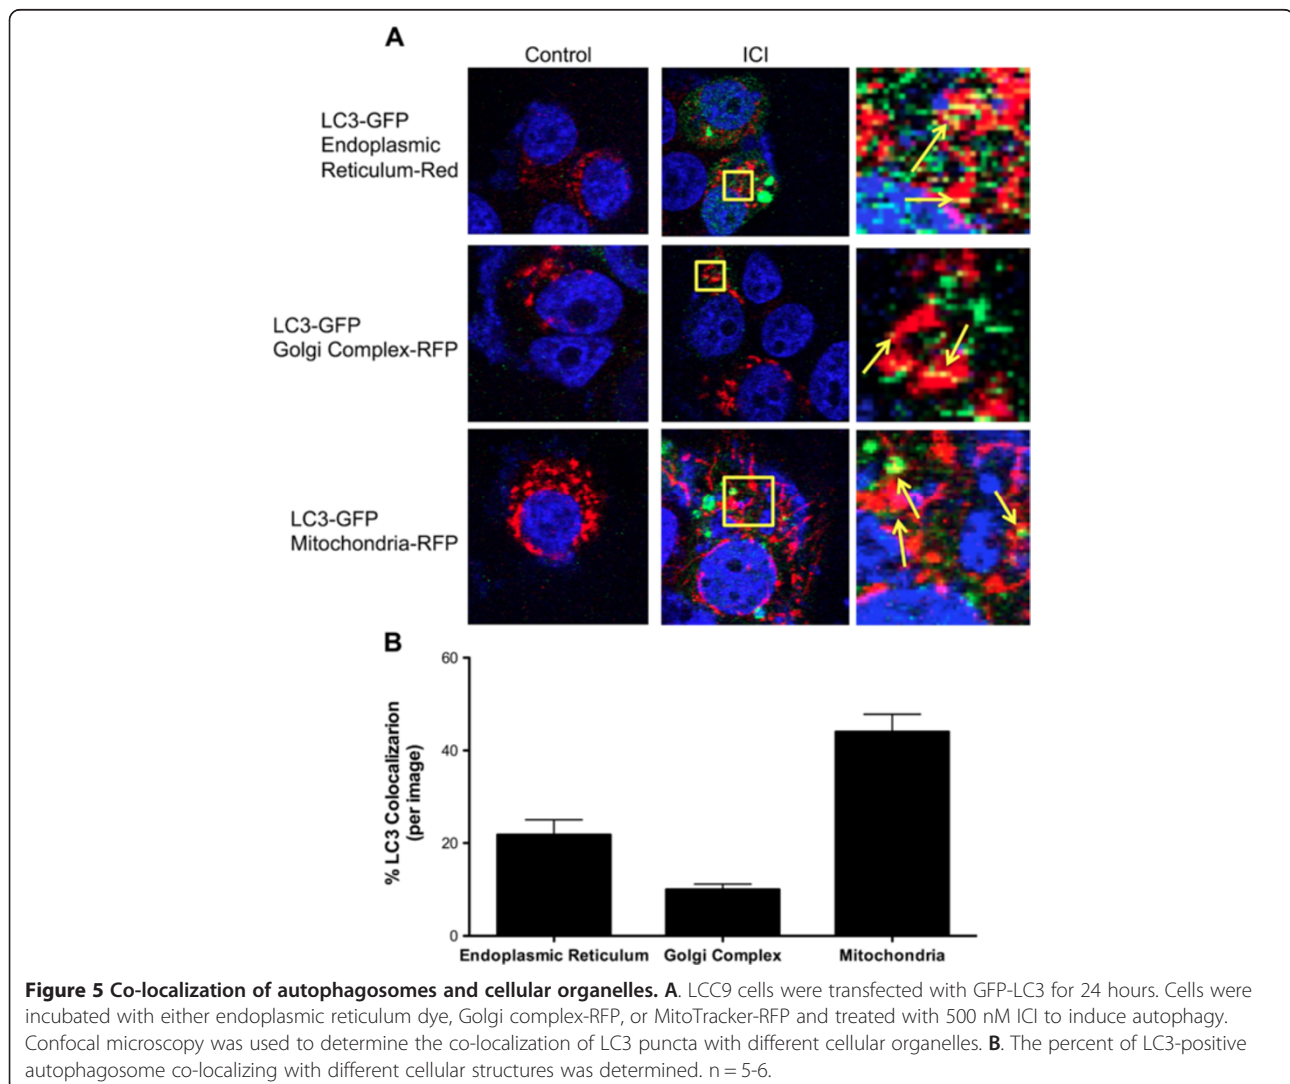 A
Control
ICI
LC3-GFP
Endoplasmic
Reticulum-Red
LC3-GFP
Golgi Complex-RFP
LC3-GFP
Mitochondria-RFP
B
% LC3 Colocalizarion
(per image)
60
40
20
0
Endoplasmic Reticulum
Golgi Complex
Mitochondria
Figure 5 Co-localization of autophagosomes and cellular organelles. A. LCC9 cells were transfected with GFP-LC3 for 24 hours. Cells were
incubated with either endoplasmic reticulum dye, Golgi complex-RFP, or MitoTracker-RFP and treated with 500 nM ICI to induce autophagy.
Confocal microscopy was used to determine the co-localization of LC3 puncta with different cellular organelles. B. The percent of LC3-positive
autophagosome co-localizing with different cellular structures was determined. n = 5-6.